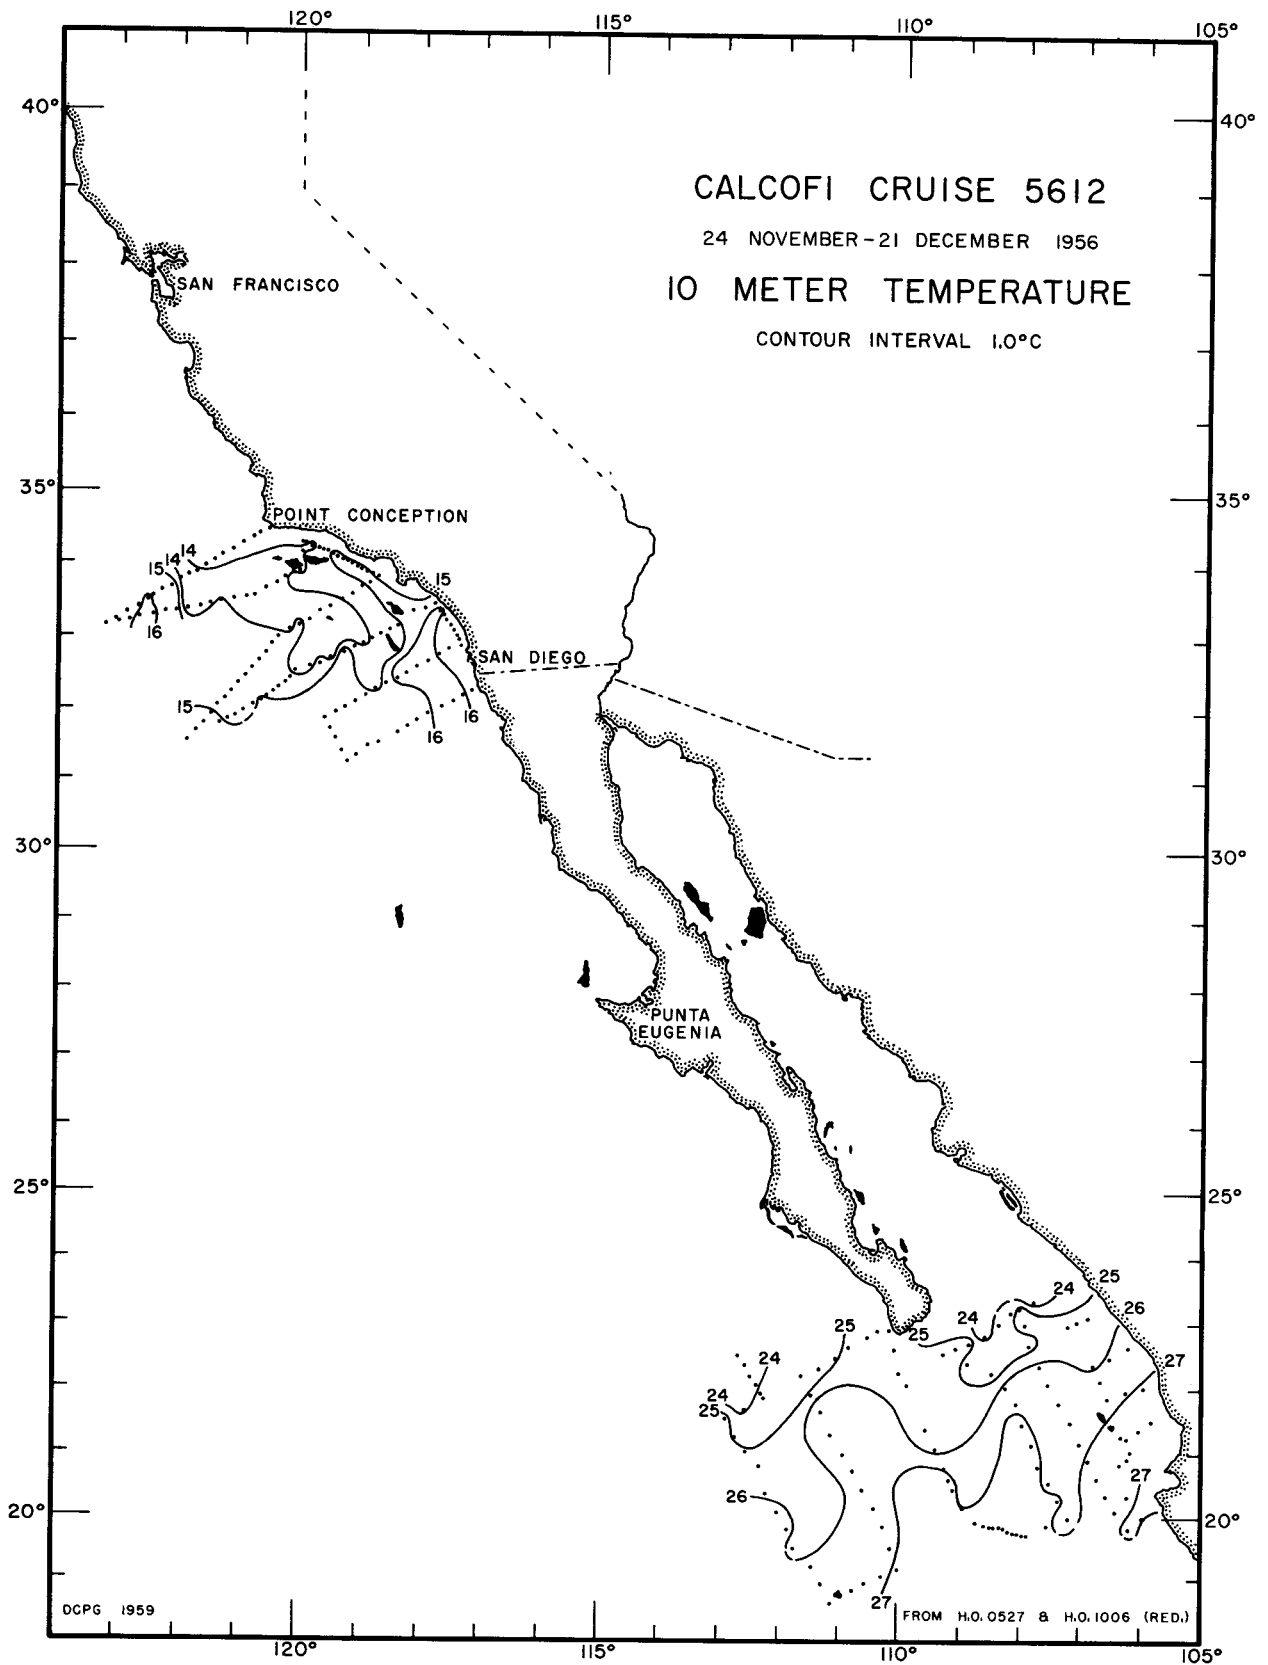 120° 115° 110° 105°
40° 40°
CALCOFI CRUISE 5612
24 NOVEMBER-21 DECEMBER 1956
10 METER TEMPERATURE
CONTOUR INTERVAL 1.0°C
SAN FRANCISCO
35° 35°
POINT CONCEPTION
15 14 14
15
16
SAN DIEGO
15
16
16
30° 30°
PUNTA
EUGENIA
25° 25°
25
24
26
24
25
25
24
27
24
25
27
26
20° 20°
27
DCPG 1959
FROM H.O. 0527 & H.O. 1006 (RED.)
120° 115° 110° 105°